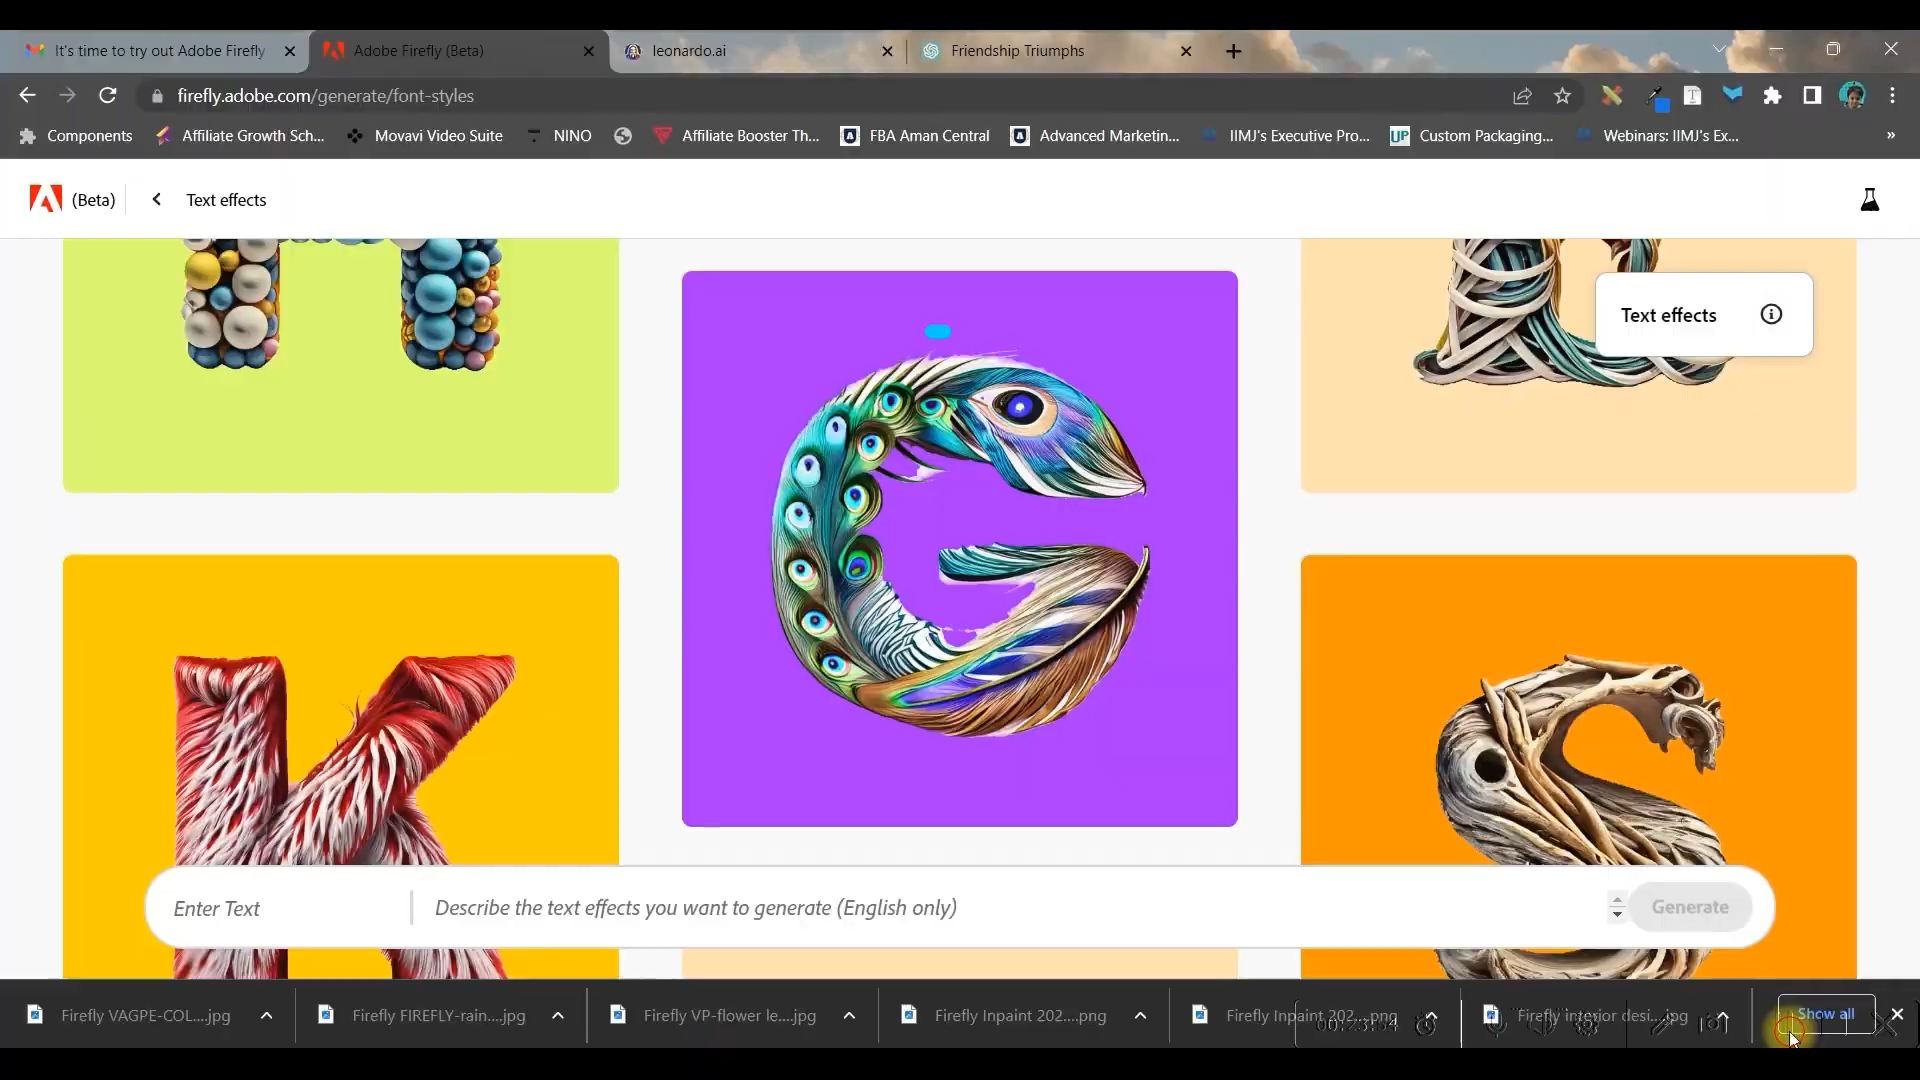 It's time to try out Adobe Firefly
Adobe Firefly (Beta)
leonardo.ai
Friendship Triumphs
firefly.adobe.com/generate/font-styles
Components
Affiliate Growth Sch...
Movavi Video Suite
NINO
Affiliate Booster Th...
FBA Aman Central
Advanced Marketin...
IIMJ's Executive Pro...
UP
Custom Packaging...
Webinars: IIMJ's Ex...
»
(Beta)
Text effects
Text effects
Enter Text
Describe the text effects you want to generate (English only)
Generate
Firefly VAGPE-COL....jpg
Firefly FIREFLY-rain....jpg
Firefly VP-flower le....jpg
Firefly Inpaint 202....png
Firefly Inpaint 202....png
Firefly interior desi....jpg
Show all